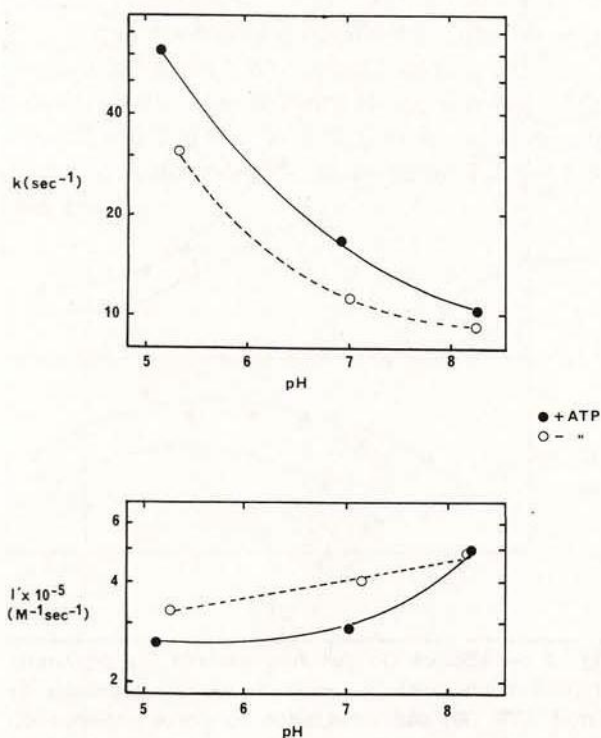 40
k(sec⁻¹)
20
10
5 6 7 8
pH
● + ATP
○ - "
6
4
l' x 10⁻⁵
(M⁻¹sec⁻¹)
2
5 6 7 8
pH